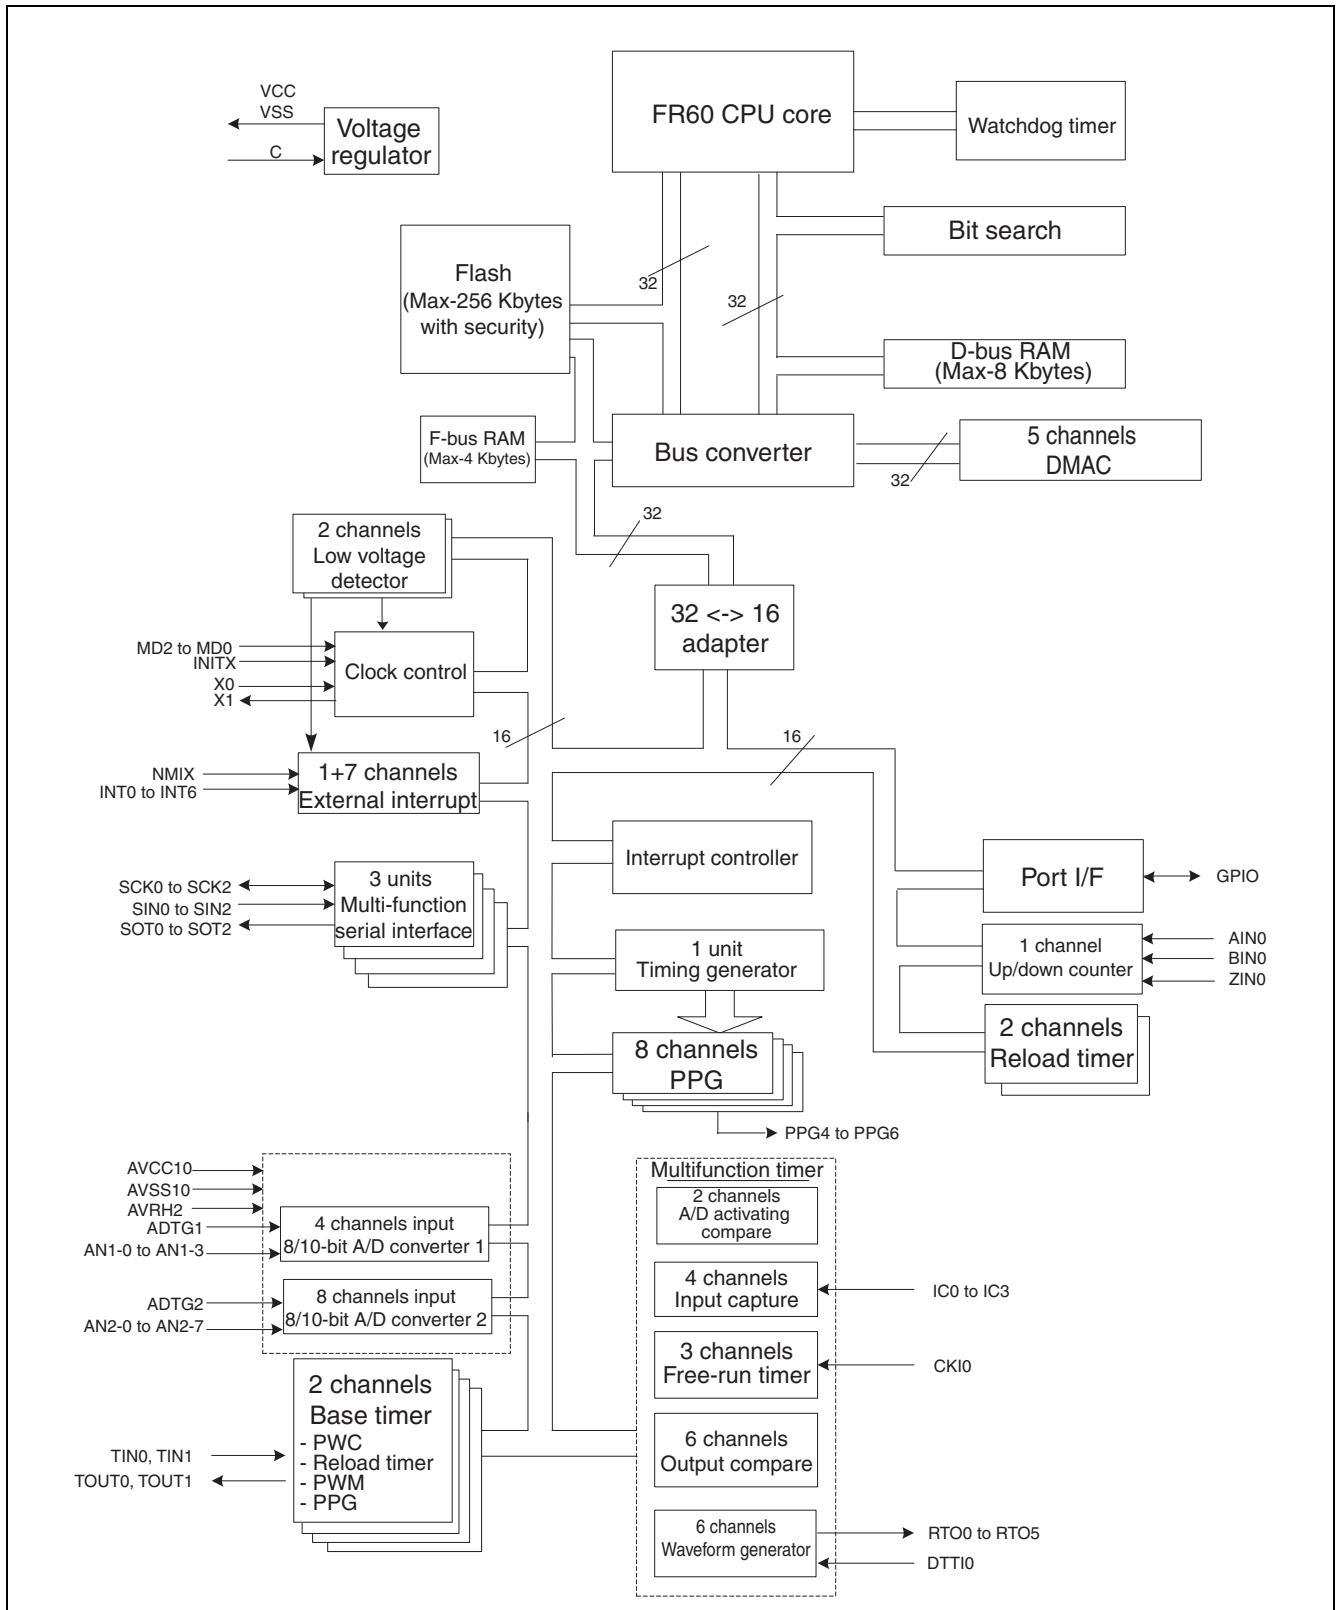 VCC
VSS
C
Voltage
regulator
FR60 CPU core
Watchdog timer
Bit search
Flash
(Max-256 Kbytes
with security)
32
32
D-bus RAM
(Max-8 Kbytes)
F-bus RAM
(Max-4 Kbytes)
Bus converter
5 channels
DMAC
32
32
2 channels
Low voltage
detector
32 <-> 16
adapter
MD2 to MD0
INITX
X0
X1
Clock control
16
16
NMIX
INT0 to INT6
1+7 channels
External interrupt
Interrupt controller
Port I/F
GPIO
SCK0 to SCK2
SIN0 to SIN2
SOT0 to SOT2
3 units
Multi-function
serial interface
1 unit
Timing generator
1 channel
Up/down counter
AIN0
BIN0
ZIN0
8 channels
PPG
2 channels
Reload timer
PPG4 to PPG6
AVCC10
AVSS10
AVRH2
ADTG1
AN1-0 to AN1-3
4 channels input
8/10-bit A/D converter 1
ADTG2
AN2-0 to AN2-7
8 channels input
8/10-bit A/D converter 2
Multifunction timer
2 channels
A/D activating
compare
4 channels
Input capture
IC0 to IC3
3 channels
Free-run timer
CKI0
2 channels
Base timer
- PWC
- Reload timer
- PWM
- PPG
TIN0, TIN1
TOUT0, TOUT1
6 channels
Output compare
6 channels
Waveform generator
RTO0 to RTO5
DTTI0